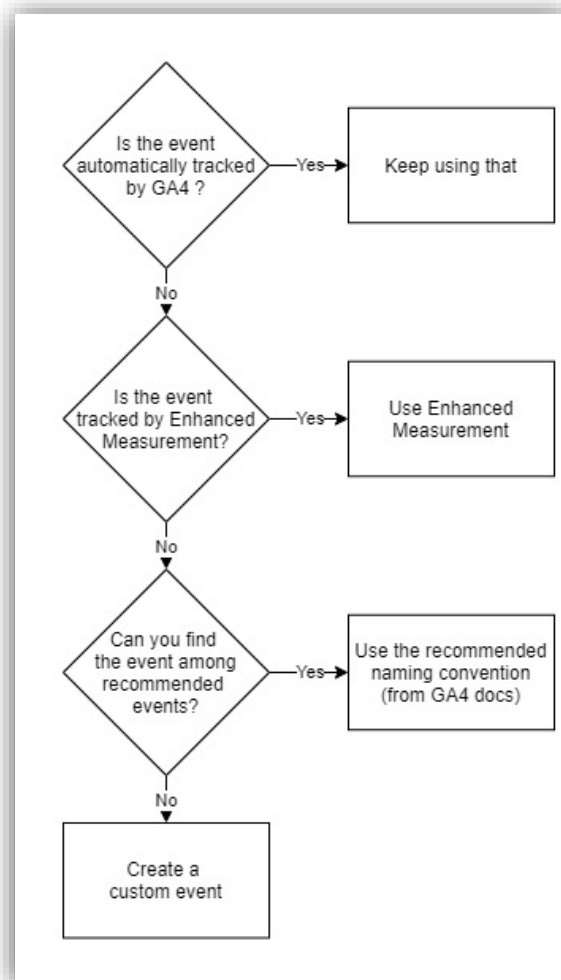 Is the event
automatically tracked
by GA4 ?
Yes
Keep using that
No
Is the event
tracked by Enhanced
Measurement?
Yes
Use Enhanced
Measurement
No
Can you find
the event among
recommended
events?
Yes
Use the recommended
naming convention
(from GA4 docs)
No
Create a
custom event